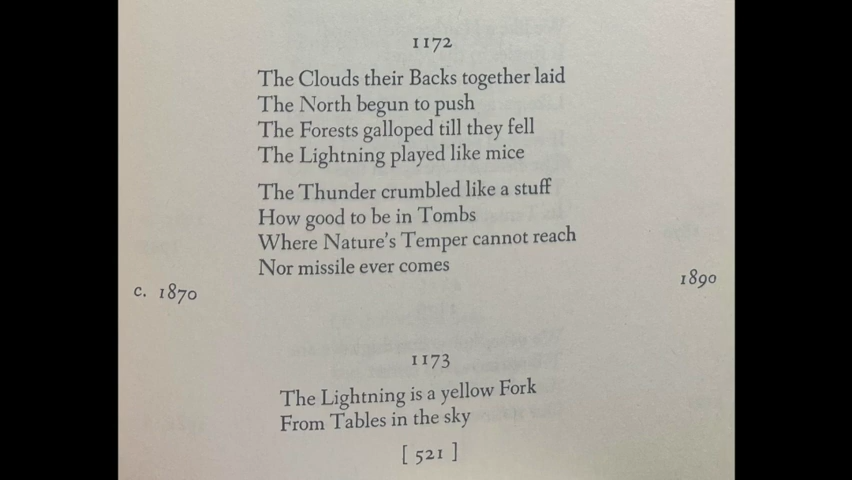 1172
The Clouds their Backs together laid
The North begun to push
The Forests galloped till they fell
The Lightning played like mice
The Thunder crumbled like a stuff
How good to be in Tombs
Where Nature's Temper cannot reach
Nor missile ever comes
c. 1870
1890
1173
The Lightning is a yellow Fork
From Tables in the sky
[ 521 ]